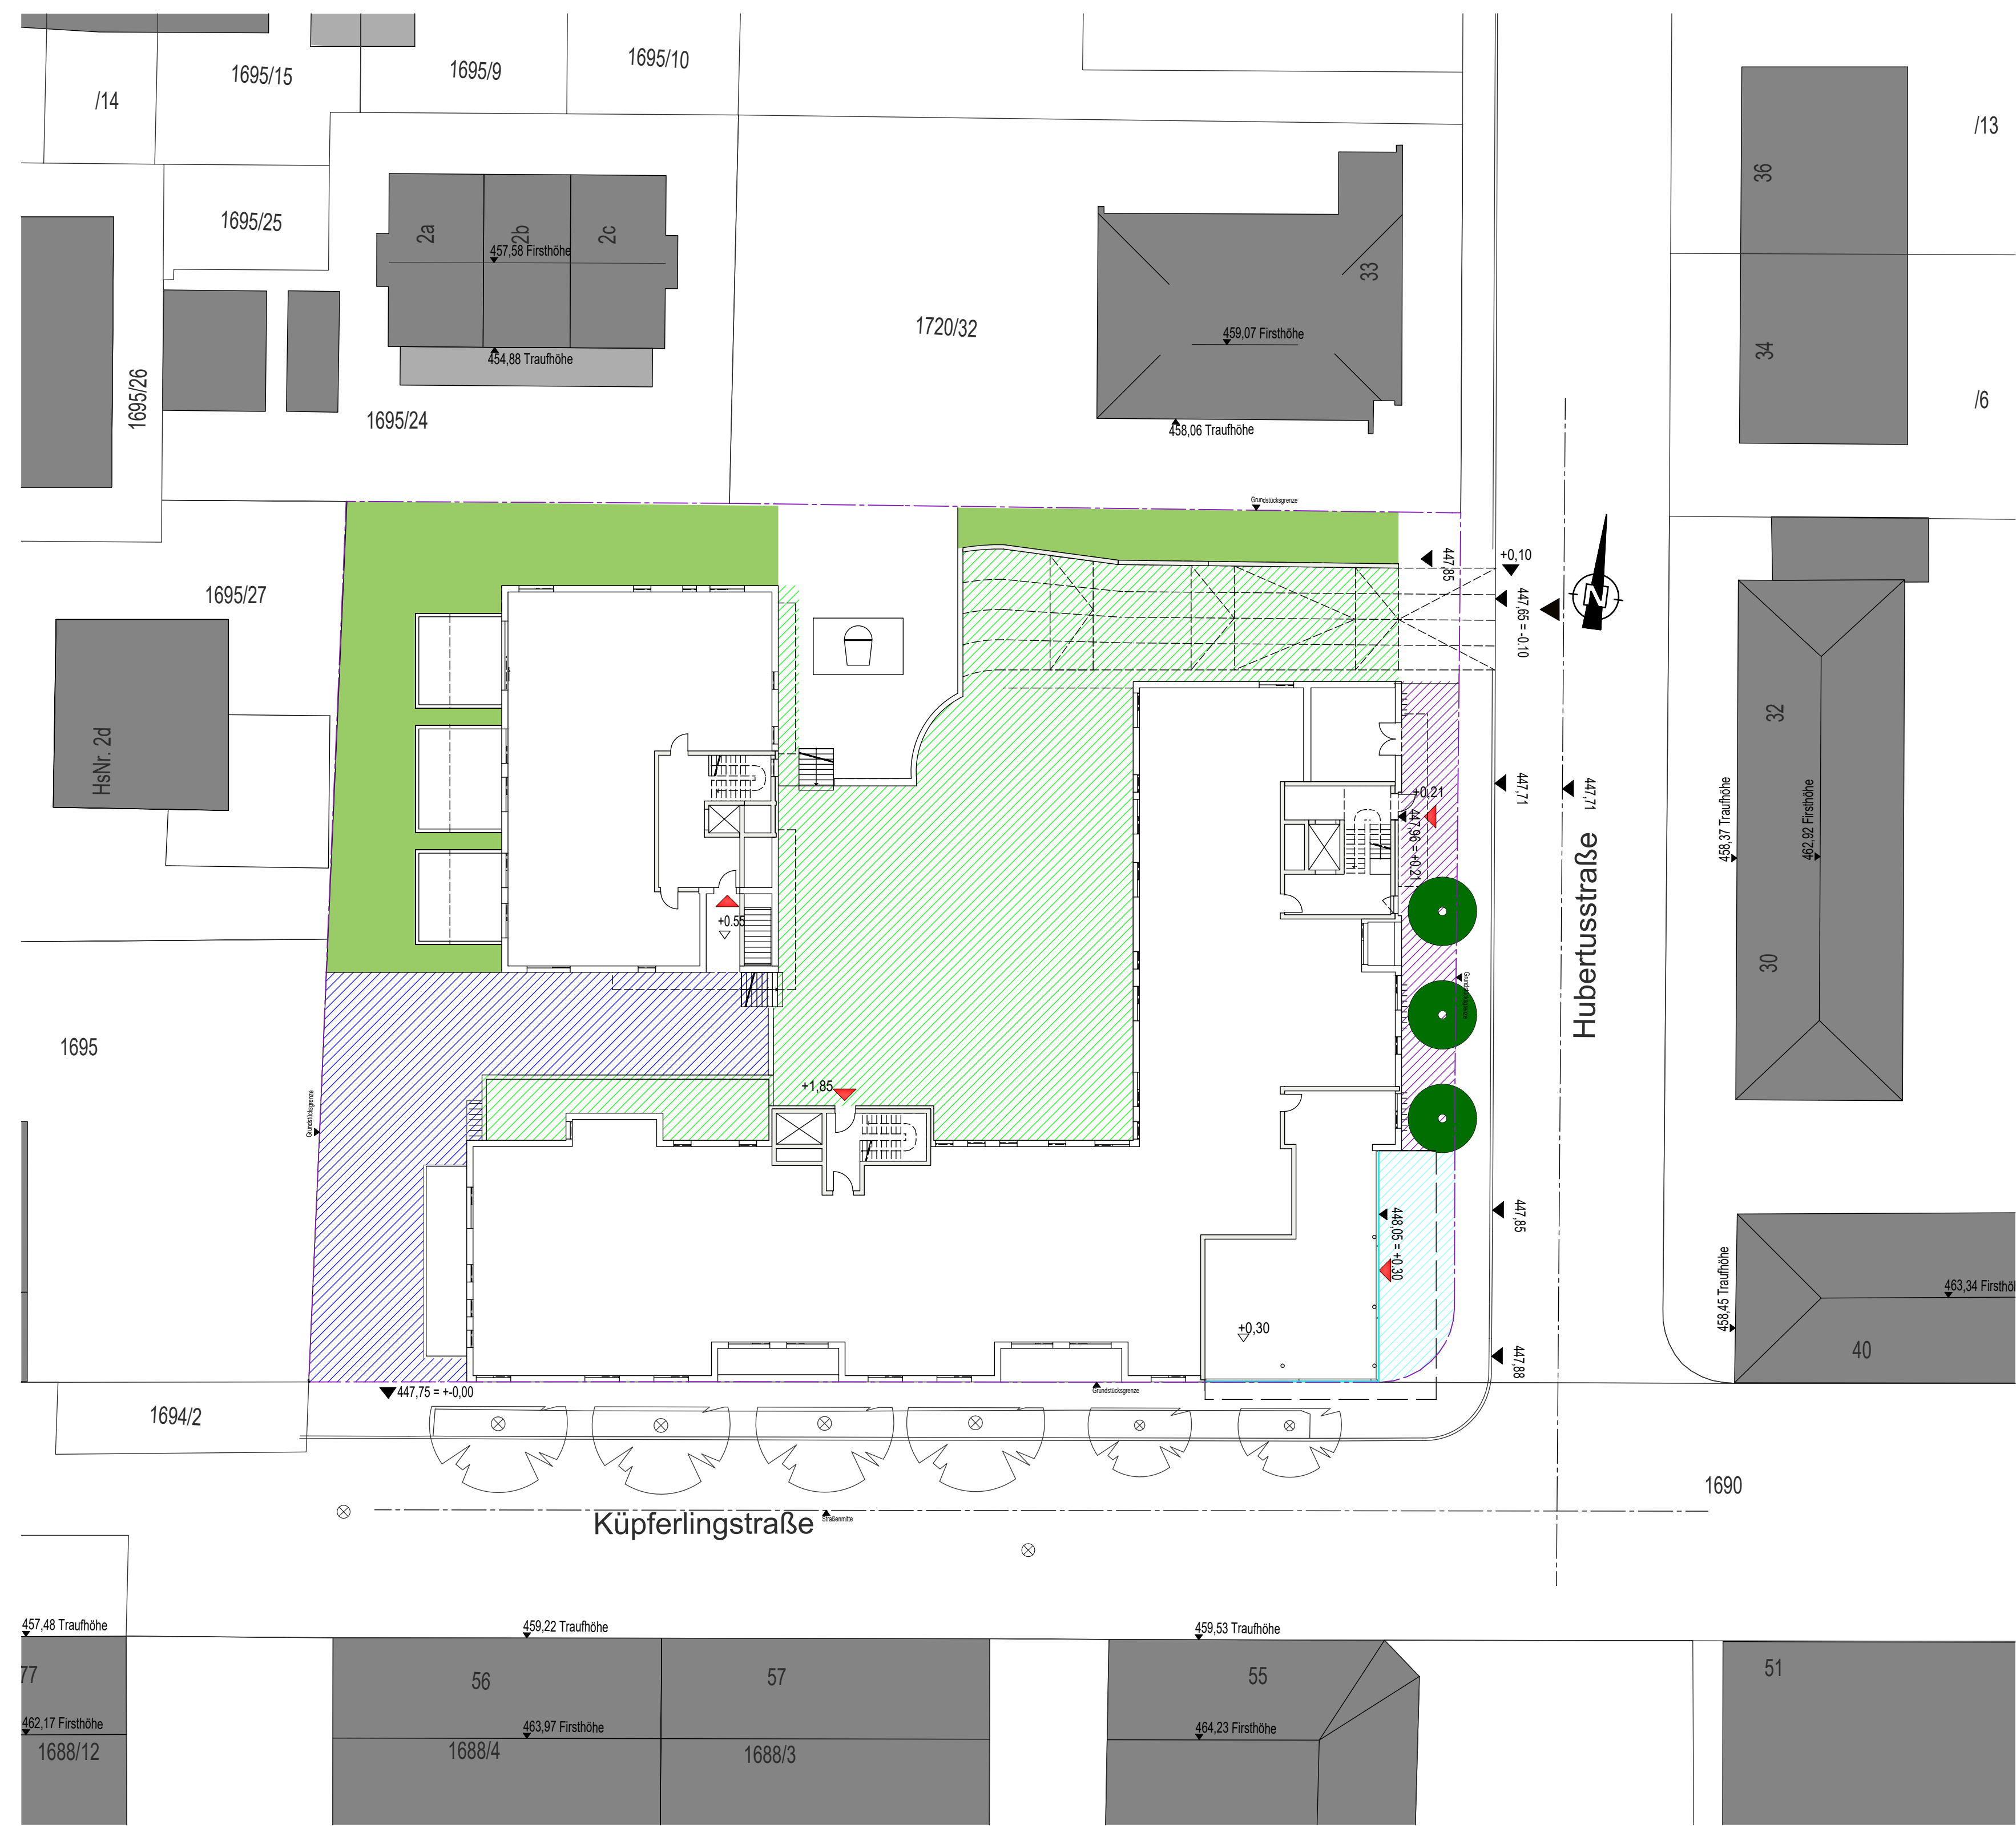 1695/15
1695/9
1695/10
/14
/13
36
1695/25
2a
2b
2c
457,58 Firsthöhe
33
1720/32
459,07 Firsthöhe
34
454,88 Traufhöhe
1695/26
1695/24
458,06 Traufhöhe
/6
Grundstücksgrenze
447,85
+0,10
447,65 = -0.10
N
1695/27
HsNr. 2d
32
447,71
447,71
+0,21
447,96 = +0,21
458,37 Traufhöhe
462,92 Firsthöhe
Hubertusstraße
+0.55
30
Grundstücksgrenze
1695
+1,85
Grundstücksgrenze
447,85
448,05 = +0,30
458,45 Traufhöhe
463,34 Firsthö
+0,30
447,88
40
447,75 = +-0,00
Grundstücksgrenze
1694/2
1690
Küpferlingstraße
Straßenmitte
457,48 Traufhöhe
459,22 Traufhöhe
459,53 Traufhöhe
77
56
57
55
51
462,17 Firsthöhe
463,97 Firsthöhe
464,23 Firsthöhe
1688/12
1688/4
1688/3